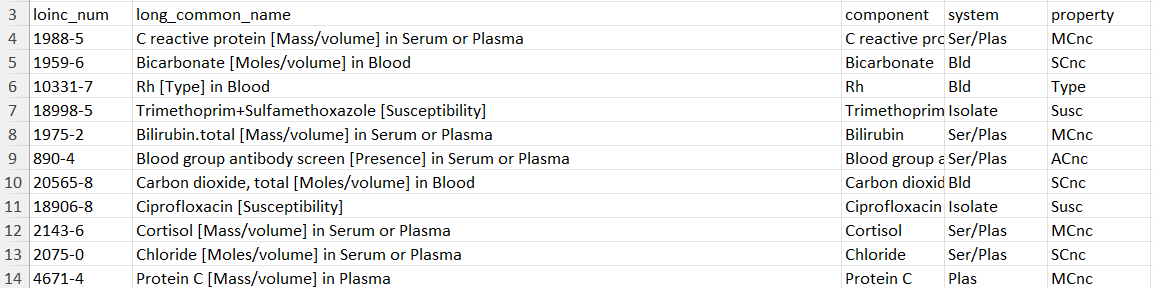 3 loinc_num long_common_name component system property
4 1988-5 C reactive protein [Mass/volume] in Serum or Plasma C reactive prc Ser/Plas MCnc
5 1959-6 Bicarbonate [Moles/volume] in Blood Bicarbonate Bld SCnc
6 10331-7 Rh [Type] in Blood Rh Bld Type
7 18998-5 Trimethoprim+Sulfamethoxazole [Susceptibility] Trimethoprim Isolate Susc
8 1975-2 Bilirubin.total [Mass/volume] in Serum or Plasma Bilirubin Ser/Plas MCnc
9 890-4 Blood group antibody screen [Presence] in Serum or Plasma Blood group a Ser/Plas ACnc
10 20565-8 Carbon dioxide, total [Moles/volume] in Blood Carbon dioxid Bld SCnc
11 18906-8 Ciprofloxacin [Susceptibility] Ciprofloxacin Isolate Susc
12 2143-6 Cortisol [Mass/volume] in Serum or Plasma Cortisol Ser/Plas MCnc
13 2075-0 Chloride [Moles/volume] in Serum or Plasma Chloride Ser/Plas SCnc
14 4671-4 Protein C [Mass/volume] in Plasma Protein C Plas MCnc